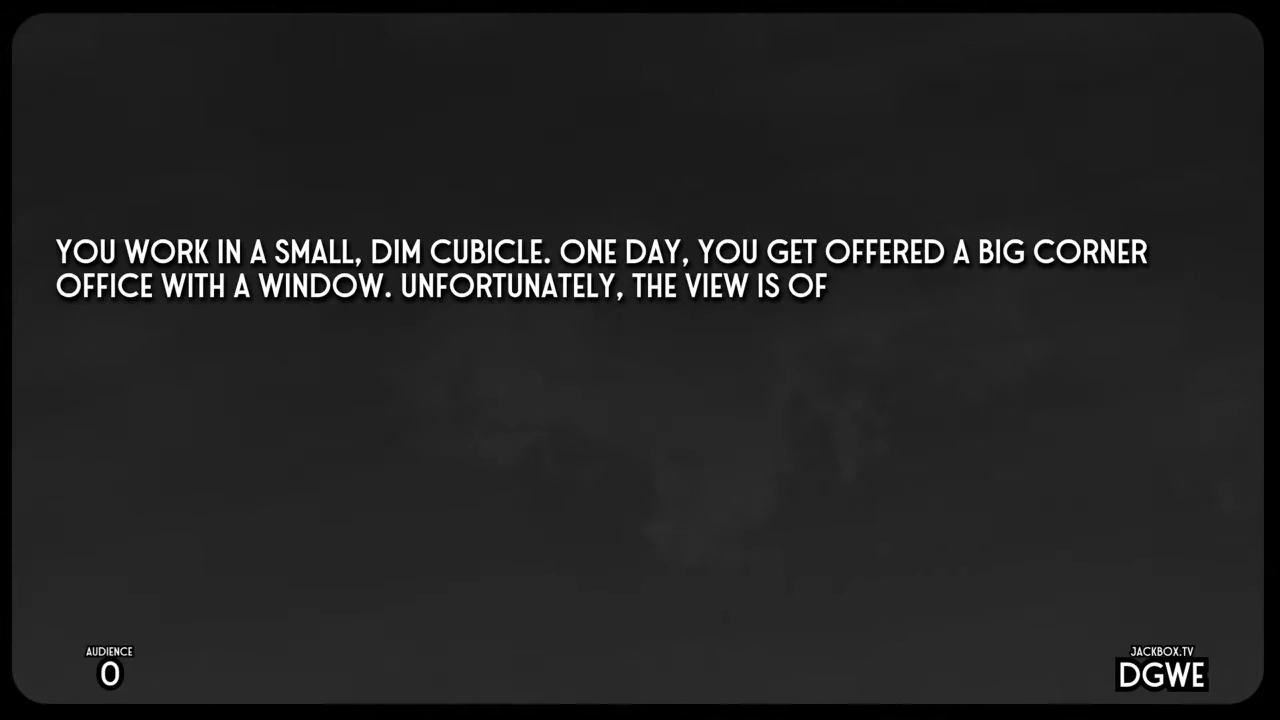 YOU WORK IN A SMALL, DIM CUBICLE. ONE DAY, YOU GET OFFERED A BIG CORNER
OFFICE WITH A WINDOW. UNFORTUNATELY, THE VIEW IS OF
AUDIENCE
0
JACKBOX.TV
DGWE